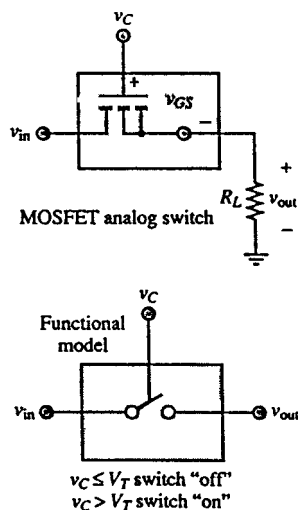 v_C
+
v_GS
v_in
−
+
R_L
v_out
−
MOSFET analog switch
v_C
Functional
model
v_in
v_out
v_C ≤ V_T switch “off”
v_C > V_T switch “on”